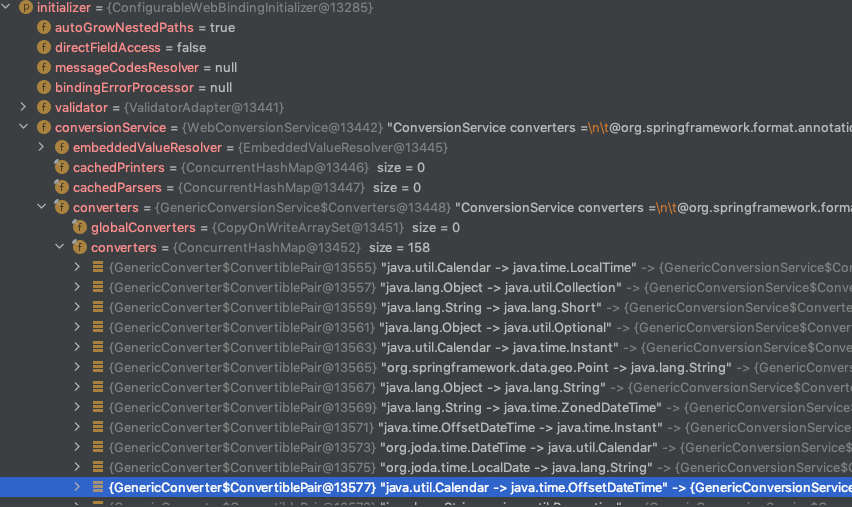 initializer = {ConfigurableWebBindingInitializer@13285}
autoGrowNestedPaths = true
directFieldAccess = false
messageCodesResolver = null
bindingErrorProcessor = null
validator = {ValidatorAdapter@13441}
conversionService = {WebConversionService@13442} "ConversionService converters =\n\t@org.springframework.format.annotatio
embeddedValueResolver = {EmbeddedValueResolver@13445}
cachedPrinters = {ConcurrentHashMap@13446} size = 0
cachedParsers = {ConcurrentHashMap@13447} size = 0
converters = {GenericConversionService$Converters@13448} "ConversionService converters =\n\t@org.springframework.forma
globalConverters = {CopyOnWriteArraySet@13451} size = 0
converters = {ConcurrentHashMap@13452} size = 158
{GenericConverter$ConvertiblePair@13555} "java.util.Calendar -> java.time.LocalTime" -> {GenericConversionService$Co
{GenericConverter$ConvertiblePair@13557} "java.lang.Object -> java.util.Collection" -> {GenericConversionService$Conve
{GenericConverter$ConvertiblePair@13559} "java.lang.String -> java.lang.Short" -> {GenericConversionService$Converte
{GenericConverter$ConvertiblePair@13561} "java.lang.Object -> java.util.Optional" -> {GenericConversionService$Conver
{GenericConverter$ConvertiblePair@13563} "java.util.Calendar -> java.time.Instant" -> {GenericConversionService$Conve
{GenericConverter$ConvertiblePair@13565} "org.springframework.data.geo.Point -> java.lang.String" -> {GenericConvers
{GenericConverter$ConvertiblePair@13567} "java.lang.Object -> java.lang.String" -> {GenericConversionService$Converte
{GenericConverter$ConvertiblePair@13569} "java.lang.String -> java.time.ZonedDateTime" -> {GenericConversionService$
{GenericConverter$ConvertiblePair@13571} "java.time.OffsetDateTime -> java.time.Instant" -> {GenericConversionService
{GenericConverter$ConvertiblePair@13573} "org.joda.time.DateTime -> java.util.Calendar" -> {GenericConversionService$
{GenericConverter$ConvertiblePair@13575} "org.joda.time.LocalDate -> java.lang.String" -> {GenericConversionService$
{GenericConverter$ConvertiblePair@13577} "java.util.Calendar -> java.time.OffsetDateTime" -> {GenericConversionService